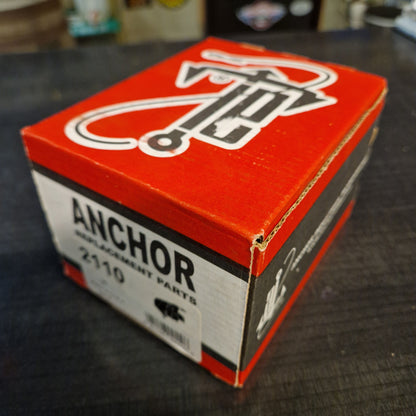 ANCHOR
REPLACEMENT PARTS
2110